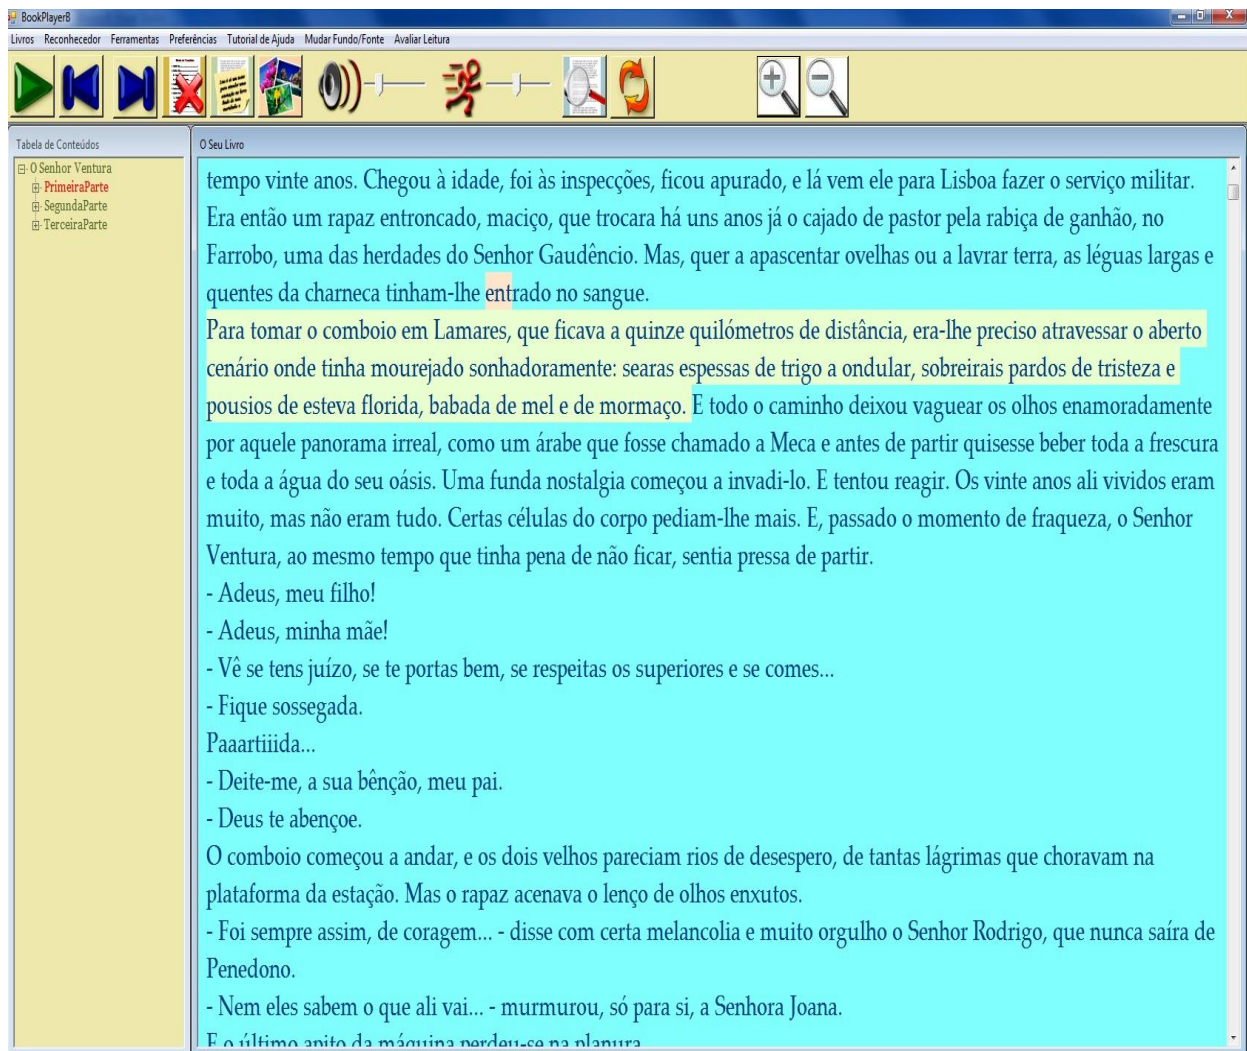 BookPlayerB
Livros Reconhecedor Ferramentas Preferências Tutorial de Ajuda Mudar Fundo/Fonte Avaliar Leitura
Tabela de Conteúdos
O Senhor Ventura
PrimeiraParte
SegundaParte
TerceiraParte
O Seu Livro
tempo vinte anos. Chegou à idade, foi às inspecções, ficou apurado, e lá vem ele para Lisboa fazer o serviço militar.
Era então um rapaz entroncado, maciço, que trocara há uns anos já o cajado de pastor pela rabiça de ganhão, no
Farrobo, uma das herdades do Senhor Gaudêncio. Mas, quer a apascentar ovelhas ou a lavrar terra, as léguas largas e
quentes da charneca tinham-lhe entrado no sangue.
Para tomar o comboio em Lamares, que ficava a quinze quilómetros de distância, era-lhe preciso atravessar o aberto
cenário onde tinha mourejado sonhadoramente: searas espessas de trigo a ondular, sobreirais pardos de tristeza e
pousios de esteva florida, babada de mel e de mormaço. E todo o caminho deixou vaguear os olhos enamoradamente
por aquele panorama irreal, como um árabe que fosse chamado a Meca e antes de partir quisesse beber toda a frescura
e toda a água do seu oásis. Uma funda nostalgia começou a invadi-lo. E tentou reagir. Os vinte anos ali vividos eram
muito, mas não eram tudo. Certas células do corpo pediam-lhe mais. E, passado o momento de fraqueza, o Senhor
Ventura, ao mesmo tempo que tinha pena de não ficar, sentia pressa de partir.
- Adeus, meu filho!
- Adeus, minha mãe!
- Vê se tens juízo, se te portas bem, se respeitas os superiores e se comes...
- Fique sossegada.
Paaartiiida...
- Deite-me, a sua bênção, meu pai.
- Deus te abençoe.
O comboio começou a andar, e os dois velhos pareciam rios de desespero, de tantas lágrimas que choravam na
plataforma da estação. Mas o rapaz acenava o lenço de olhos enxutos.
- Foi sempre assim, de coragem... - disse com certa melancolia e muito orgulho o Senhor Rodrigo, que nunca saíra de
Penedono.
- Nem eles sabem o que ali vai... - murmurou, só para si, a Senhora Joana.
E o último apito da máquina perdeu-se na planura